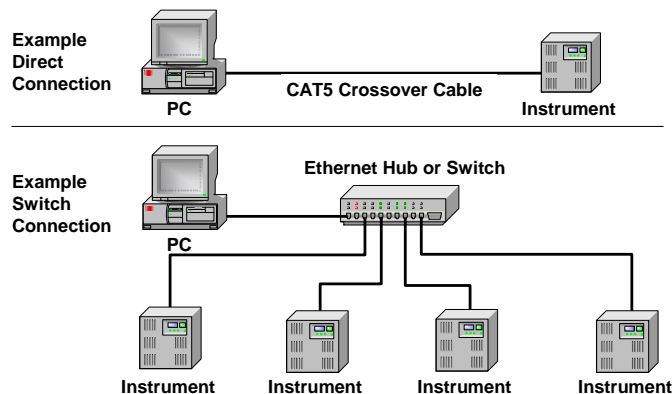 Example
Direct
Connection
CAT5 Crossover Cable
PC
Instrument
Ethernet Hub or Switch
Example
Switch
Connection
PC
Instrument
Instrument
Instrument
Instrument